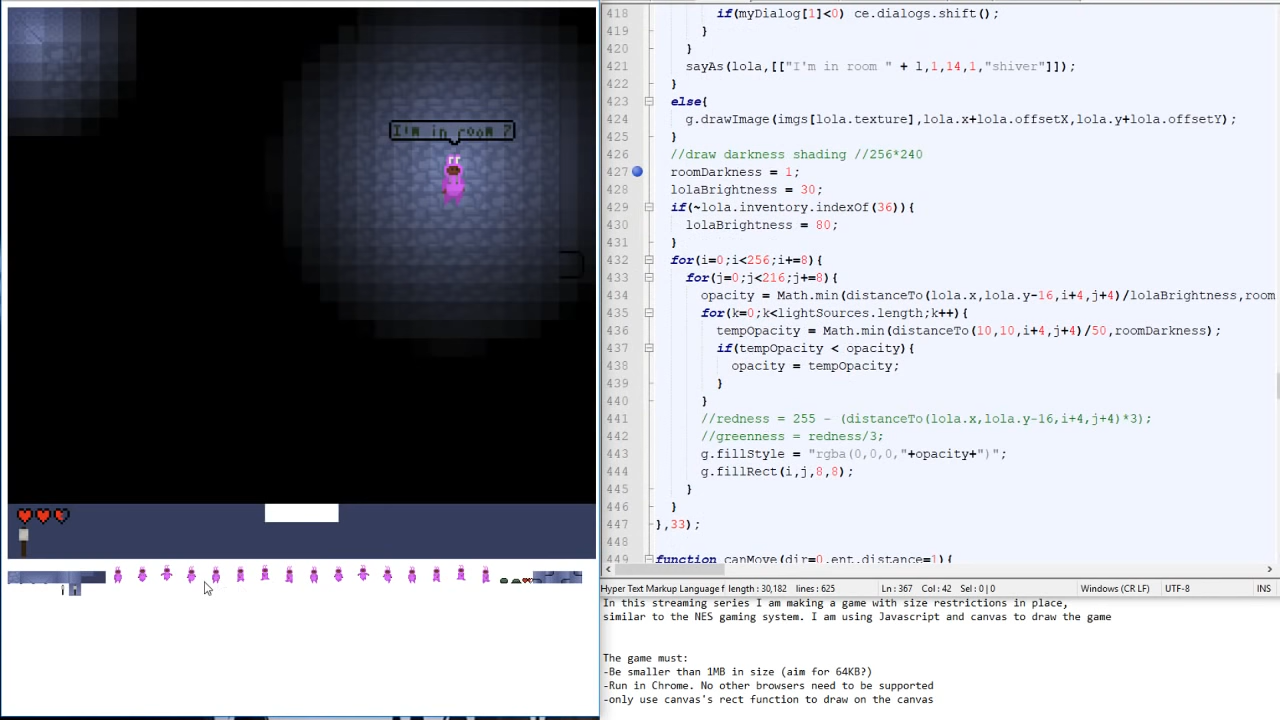 I'm in room 7
418 if(myDialog[1]<0) ce.dialogs.shift();
419 }
420 }
421 sayAs(lola,[["I'm in room " + l,1,14,1,"shiver"]]);
422 }
423 else{
424 g.drawImage(imgs[lola.texture],lola.x+lola.offsetX,lola.y+lola.offsetY);
425 }
426 //draw darkness shading //256*240
427 roomDarkness = 1;
428 lolaBrightness = 30;
429 if(~lola.inventory.indexOf(36)){
430 lolaBrightness = 80;
431 }
432 for(i=0;i<256;i+=8){
433 for(j=0;j<216;j+=8){
434 opacity = Math.min(distanceTo(lola.x,lola.y-16,i+4,j+4)/lolaBrightness,room
435 for(k=0;k<lightSources.length;k++){
436 tempOpacity = Math.min(distanceTo(10,10,i+4,j+4)/50,roomDarkness);
437 if(tempOpacity < opacity){
438 opacity = tempOpacity;
439 }
440 }
441 //redness = 255 - (distanceTo(lola.x,lola.y-16,i+4,j+4)*3);
442 //greenness = redness/3;
443 g.fillStyle = "rgba(0,0,0,"+opacity+")";
444 g.fillRect(i,j,8,8);
445 }
446 }
447 },33);
448
449 function canMove(dir=0,ent,distance=1){
Hyper Text Markup Language f length : 30,182 lines : 625 Ln : 367 Col : 42 Sel : 0 | 0 Windows (CR LF) UTF-8 INS
In this streaming series I am making a game with size restrictions in place,
similar to the NES gaming system. I am using Javascript and canvas to draw the game
The game must:
-Be smaller than 1MB in size (aim for 64KB?)
-Run in Chrome. No other browsers need to be supported
-only use canvas's rect function to draw on the canvas